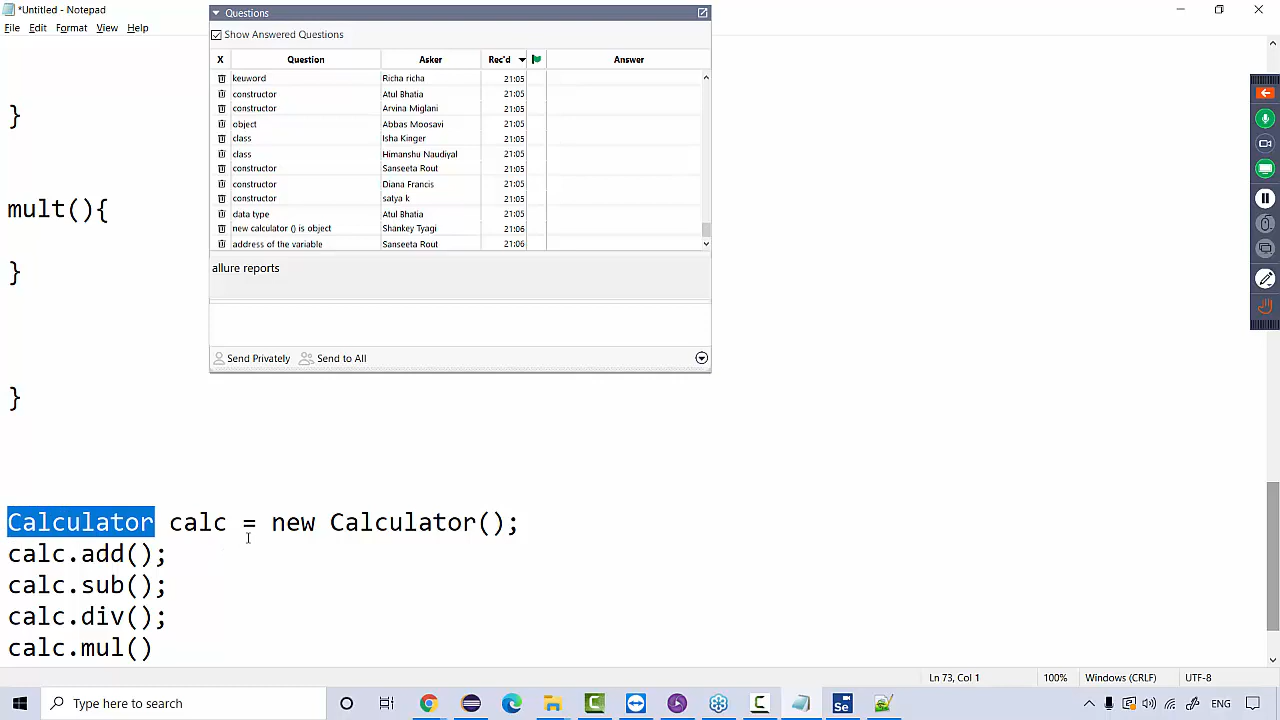 *Untitled - Notepad
File Edit Format View Help
Questions
Show Answered Questions
X Question Asker Rec'd Answer
keuword Richa richa 21:05
constructor Atul Bhatia 21:05
constructor Arvina Miglani 21:05
object Abbas Moosavi 21:05
class Isha Kinger 21:05
class Himanshu Naudiyal 21:05
constructor Sanseeta Rout 21:05
constructor Diana Francis 21:05
constructor satya k 21:05
data type Atul Bhatia 21:05
new calculator () is object Shankey Tyagi 21:06
address of the variable Sanseeta Rout 21:06
allure reports
Send Privately Send to All
}
mult(){
}
}
Calculator calc = new Calculator();
calc.add();
calc.sub();
calc.div();
calc.mul()
Ln 73, Col 1 100% Windows (CRLF) UTF-8
Type here to search
Se
ENG